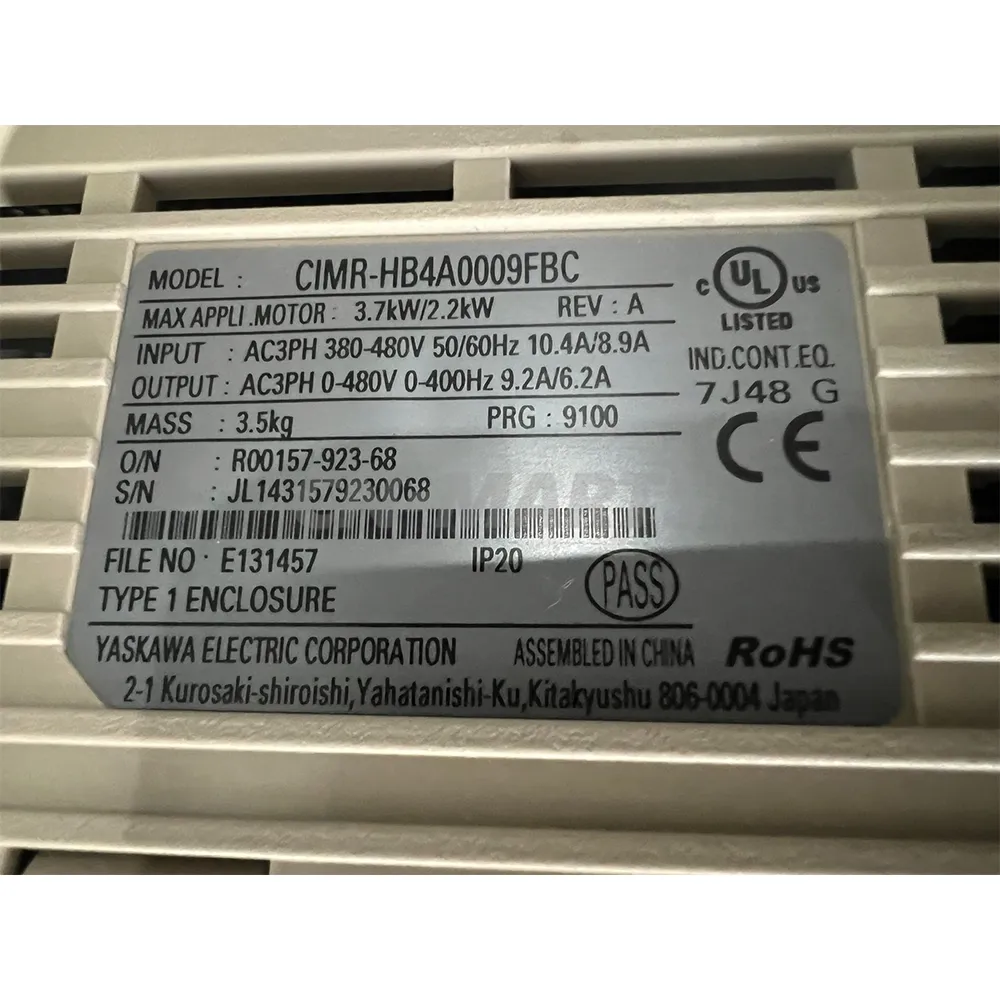 MODEL : CIMR-HB4A0009FBC
MAX APPLI .MOTOR : 3.7kW/2.2kW REV : A
INPUT : AC3PH 380-480V 50/60Hz 10.4A/8.9A
OUTPUT : AC3PH 0-480V 0-400Hz 9.2A/6.2A
MASS : 3.5kg PRG : 9100
O/N : R00157-923-68
S/N : JL1431579230068
FILE NO : E131457 IP20
TYPE 1 ENCLOSURE
PASS
C UL US
LISTED
IND.CONT.EQ.
7J48 G
CE
YASKAWA ELECTRIC CORPORATION ASSEMBLED IN CHINA RoHS
2-1 Kurosaki-shiroishi,Yahatanishi-Ku,Kitakyushu 806-0004 Japan